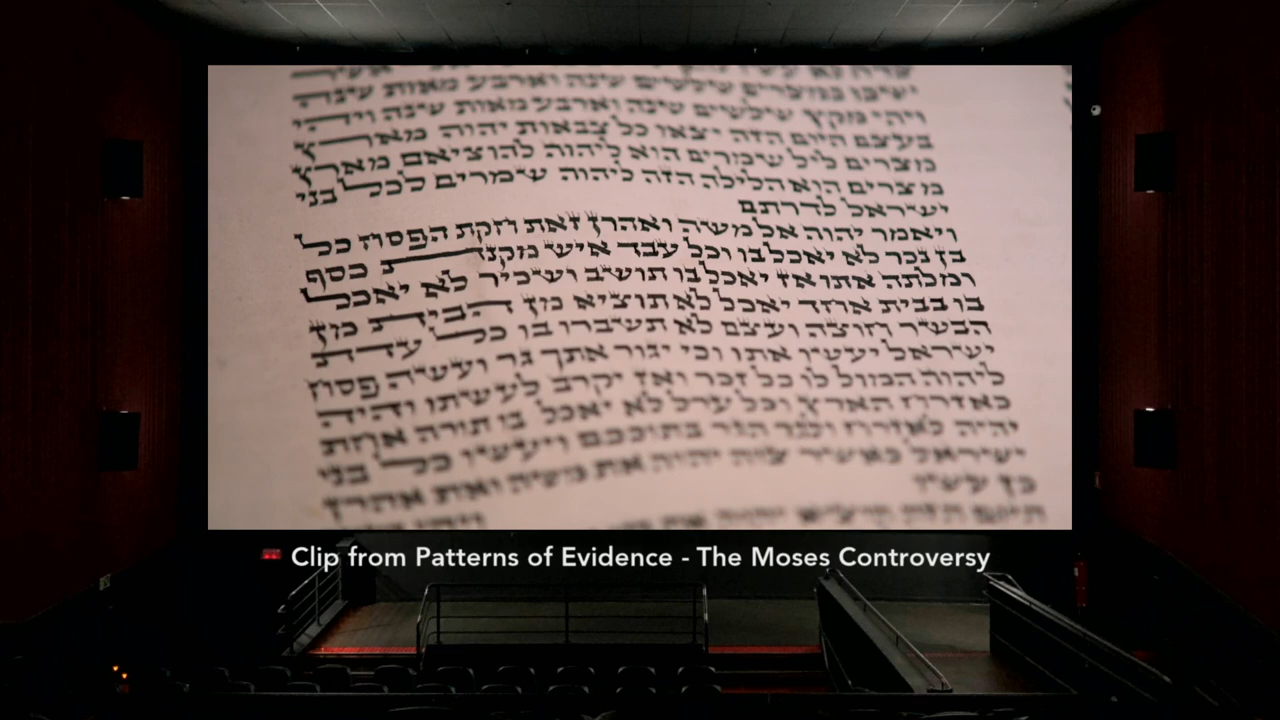 ישבו במצרים שלשים שנה וארבע מאות שנה
ויהי מקץ שלשים שנה וארבע מאות שנה ויהי
בעצם היום הזה יצאו כל צבאות יהוה מארץ
מצרים ליל שמרים הוא ליהוה להוציאם מארץ
מצרים הוא הלילה הזה ליהוה שמרים לכל בני
ישראל לדרתם
ויאמר יהוה אל משה ואהרן זאת חקת הפסח כל
בן נכר לא יאכל בו וכל עבד איש מקנת כסף
ומלתה אתו אז יאכל בו תושב ושכיר לא יאכל
בו בבית אחד יאכל לא תוציא מן הבית מן
הבשר חוצה ועצם לא תשברו בו כל עדת
ישראל יעשו אתו וכי יגור אתך גר ועשה פסח
ליהוה המול לו כל זכר ואז יקרב לעשתו והיה
כאזרח הארץ וכל ערל לא יאכל בו תורה אחת
יהיה לאזרח ולגר הגר בתוככם ויעשו כל בני
ישראל כאשר צוה יהוה את משה ואת אהרן
כן עשו
היום הזה הוציא יהוה את
Clip from Patterns of Evidence - The Moses Controversy